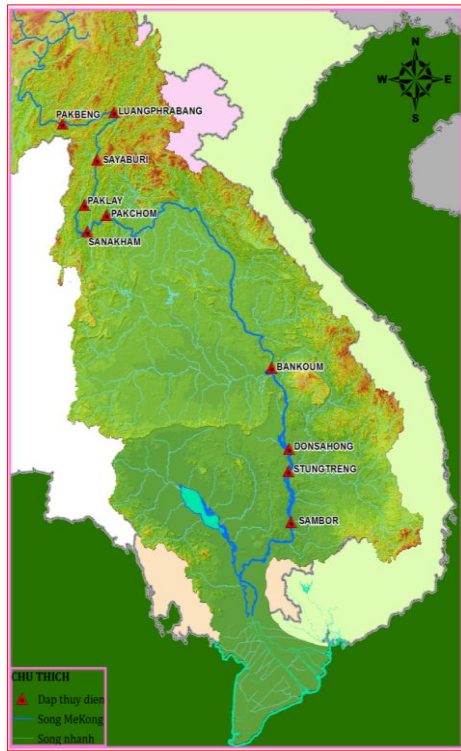 N
W E
S
LUANGPHRABANG
PAKBENG
SAYABURI
PAKLAY
PAKCHOM
SANAKHAM
BANKOUM
DONSAHONG
STUNGTRENG
SAMBOR
CHU THICH
Dap thuy dien
Song MeKong
Song nhanh